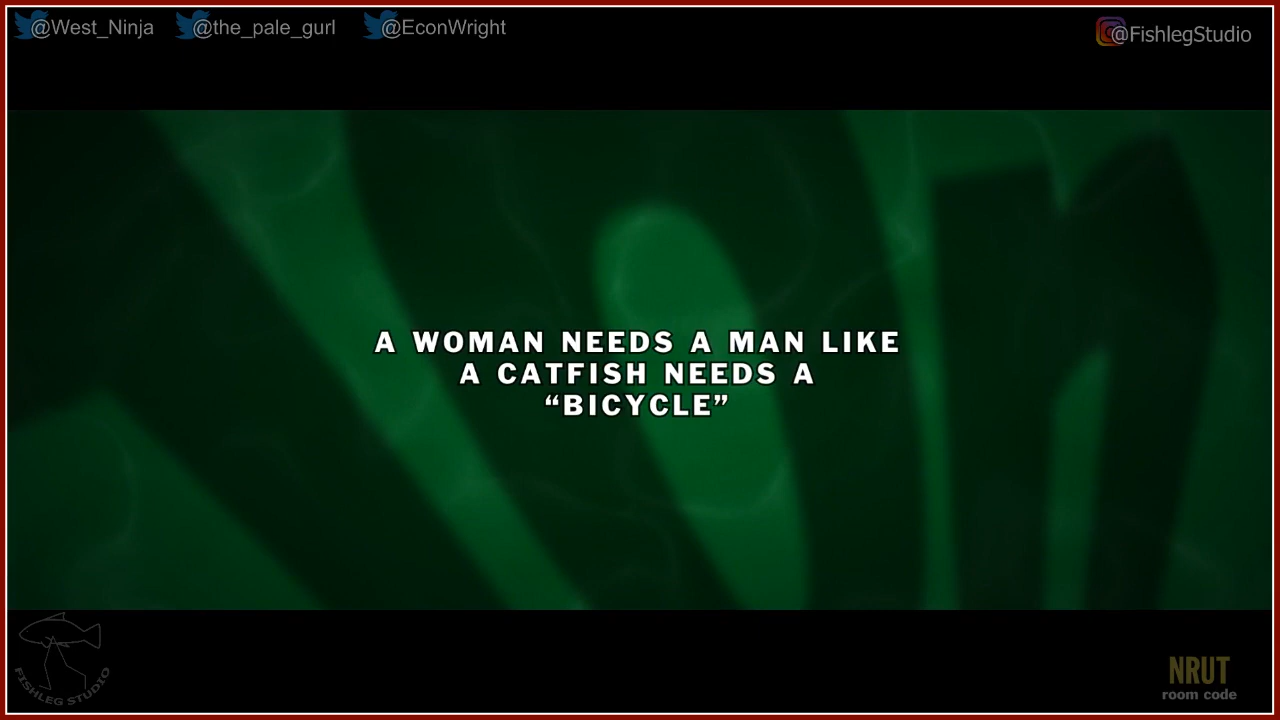 @West_Ninja @the_pale_gurl @EconWright
@FishlegStudio
A WOMAN NEEDS A MAN LIKE
A CATFISH NEEDS A
“BICYCLE”
FISHLEG STUDIO
NRUT
room code